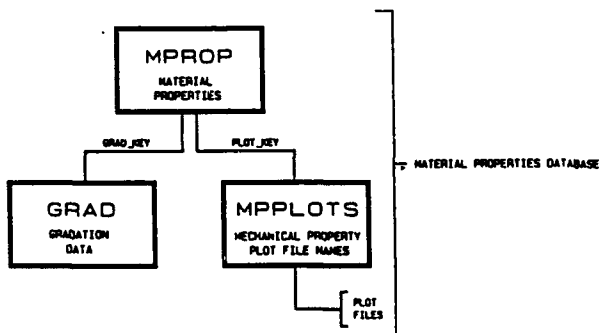 MPROP
MATERIAL
PROPERTIES
GRAD_KEY
PLOT_KEY
MATERIAL PROPERTIES DATABASE
GRAD
GRADATION
DATA
MPPLOTS
MECHANICAL PROPERTY
PLOT FILE NAMES
PLOT
FILES